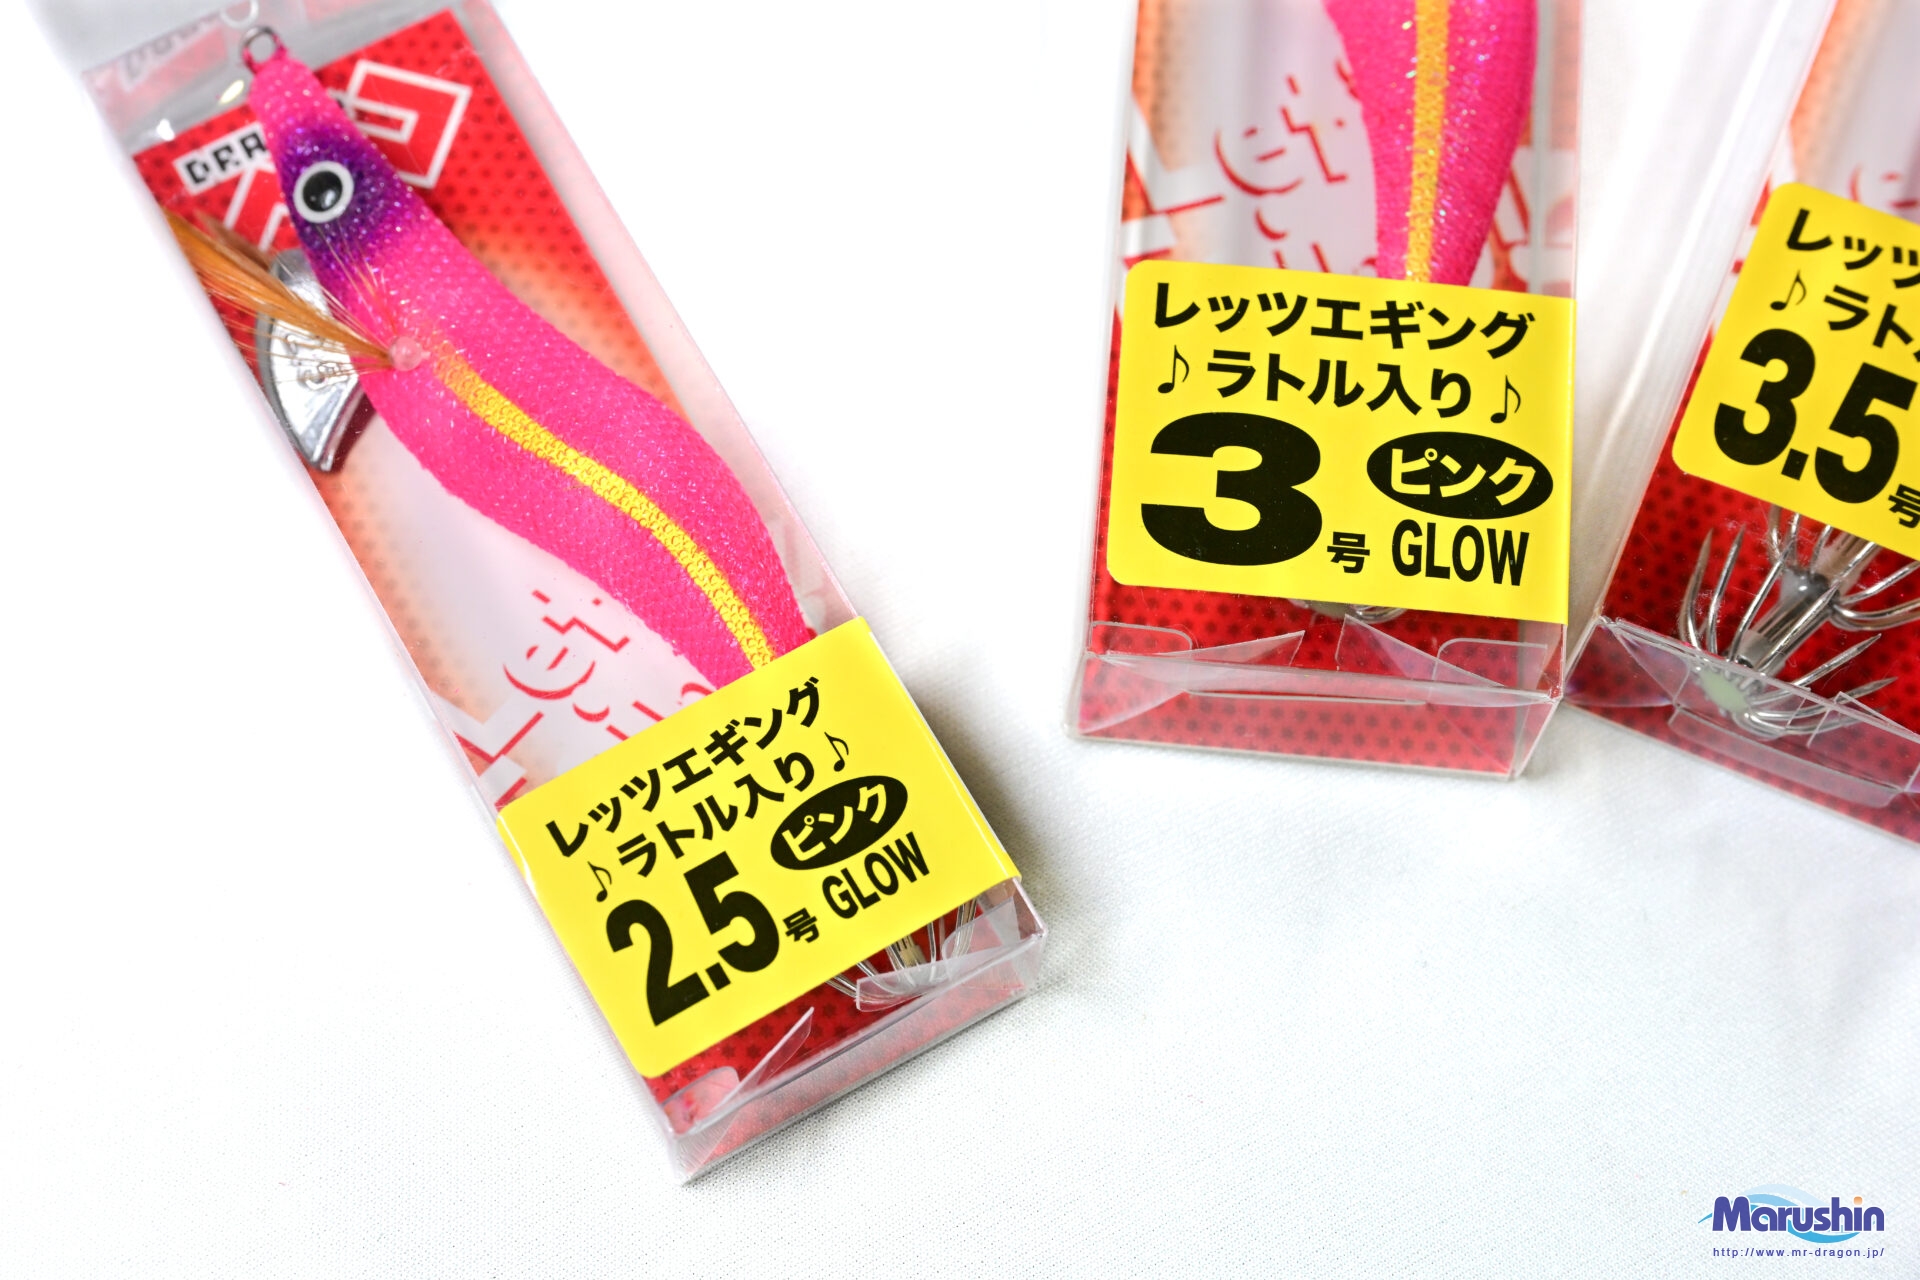 レッツエギング
♪ラトル入り♪
2.5号 ピンク
GLOW
レッツエギング
♪ラトル入り♪
3号 ピンク
GLOW
レッツ
♪ラト
3.5号
Marushin
http://www.mr-dragon.jp/